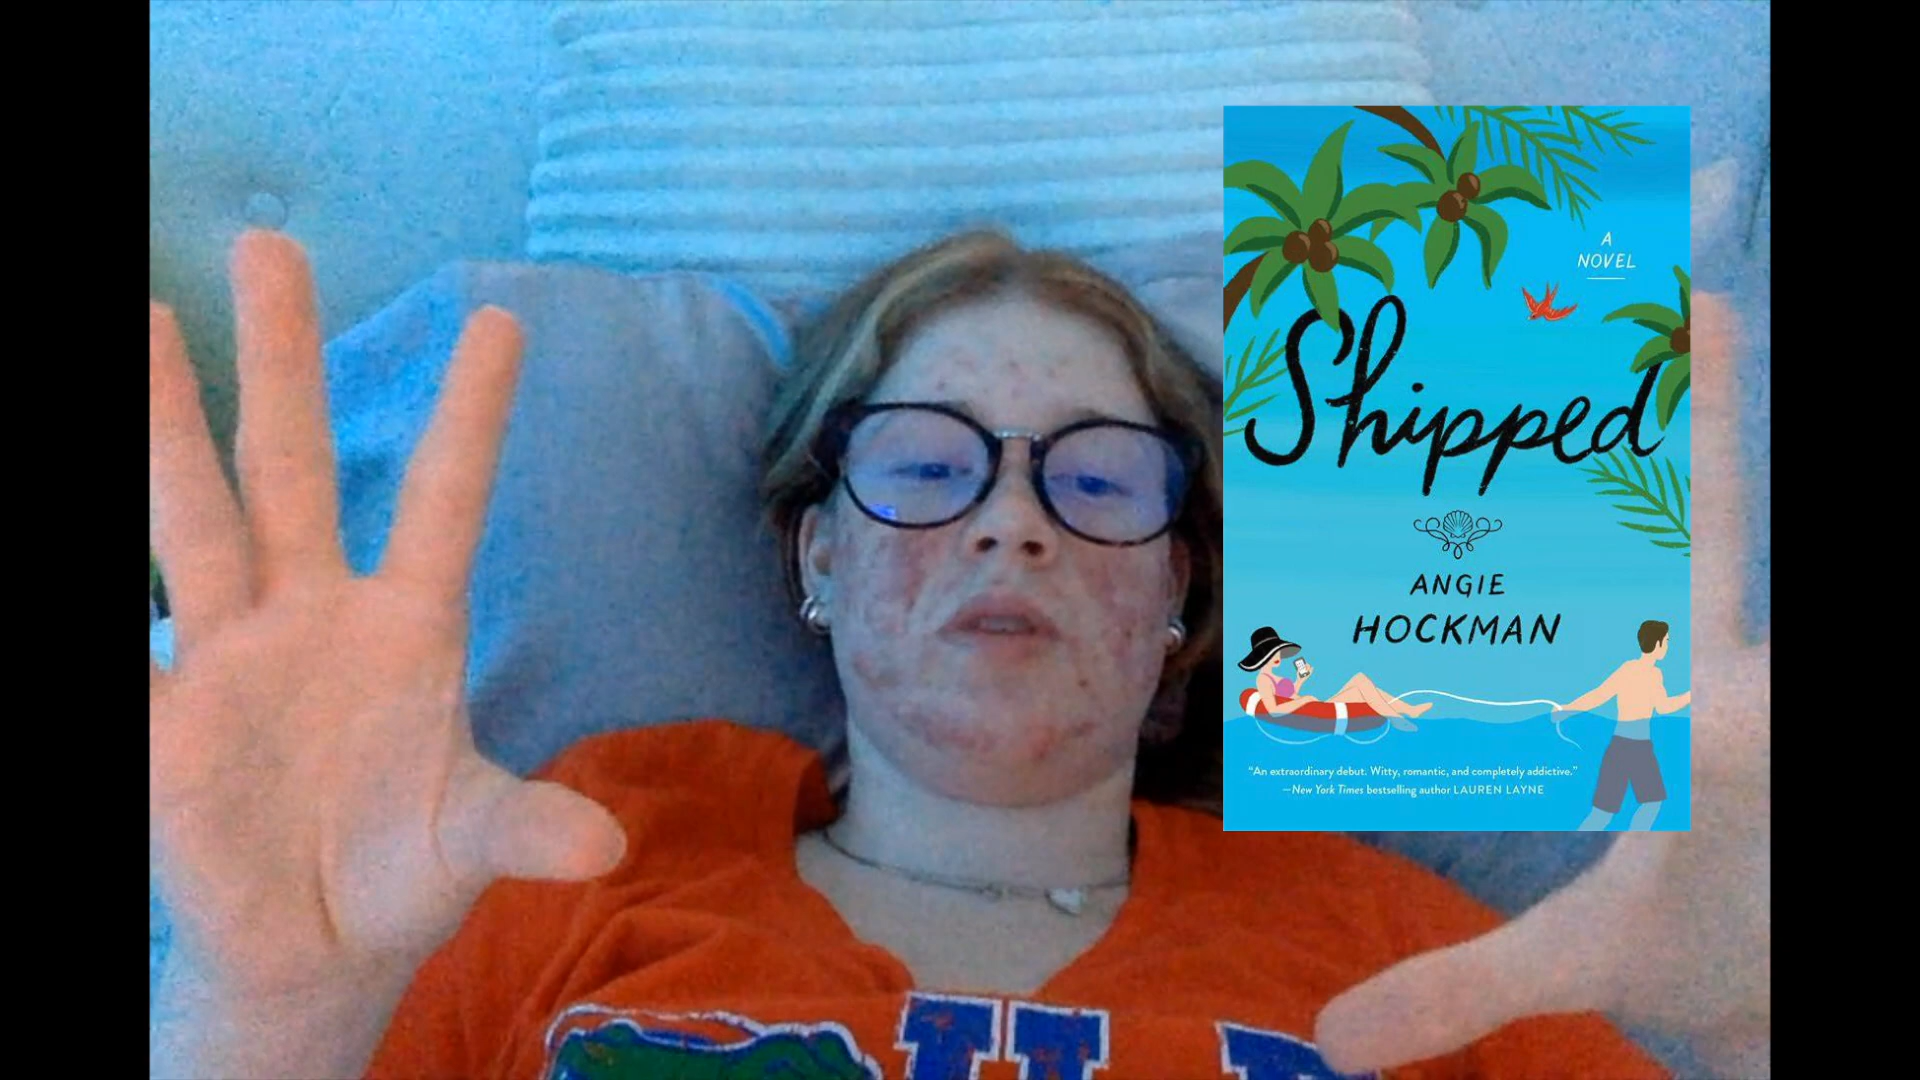 A
NOVEL
Shipped
ANGIE
HOCKMAN
“An extraordinary debut. Witty, romantic, and completely addictive.”
—New York Times bestselling author LAUREN LAYNE